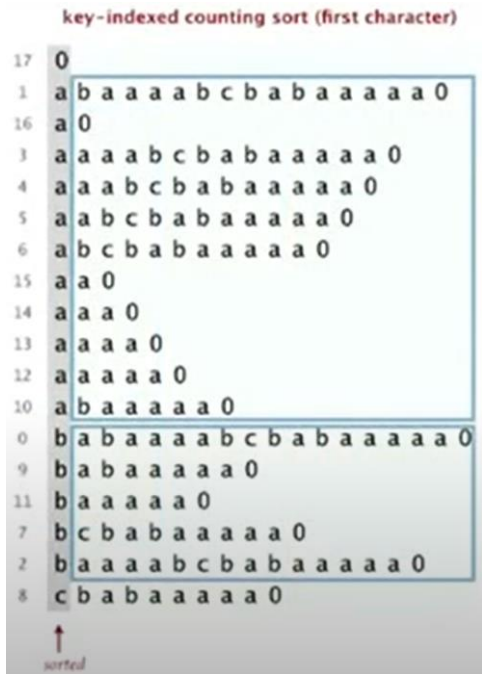 key-indexed counting sort (first character)
17 0
1 a b a a a a b c b a b a a a a a 0
16 a 0
3 a a a a b c b a b a a a a a 0
4 a a a b c b a b a a a a a 0
5 a a b c b a b a a a a a 0
6 a b c b a b a a a a a 0
15 a a 0
14 a a a 0
13 a a a a 0
12 a a a a a 0
10 a b a a a a a 0
0 b a b a a a a b c b a b a a a a a 0
9 b a b a a a a a 0
11 b a a a a a 0
7 b c b a b a a a a a 0
2 b a a a a b c b a b a a a a a 0
8 c b a b a a a a a 0
sorted